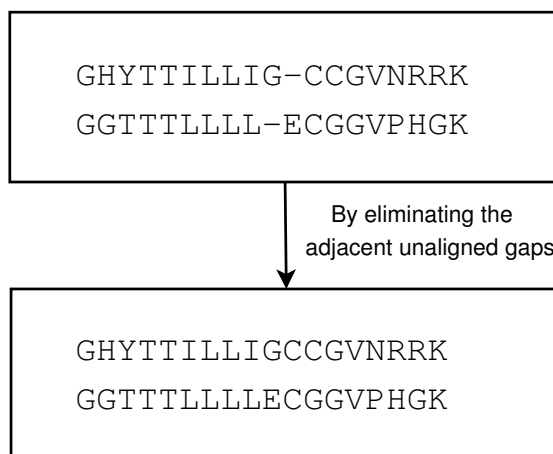 GHYTTILLIG-CCGVNRRK
GGTTTLLLL-ECGGVPHGK
By eliminating the
adjacent unaligned gaps
GHYTTILLIGCCGVNRRK
GGTTTLLLLECGGVPHGK